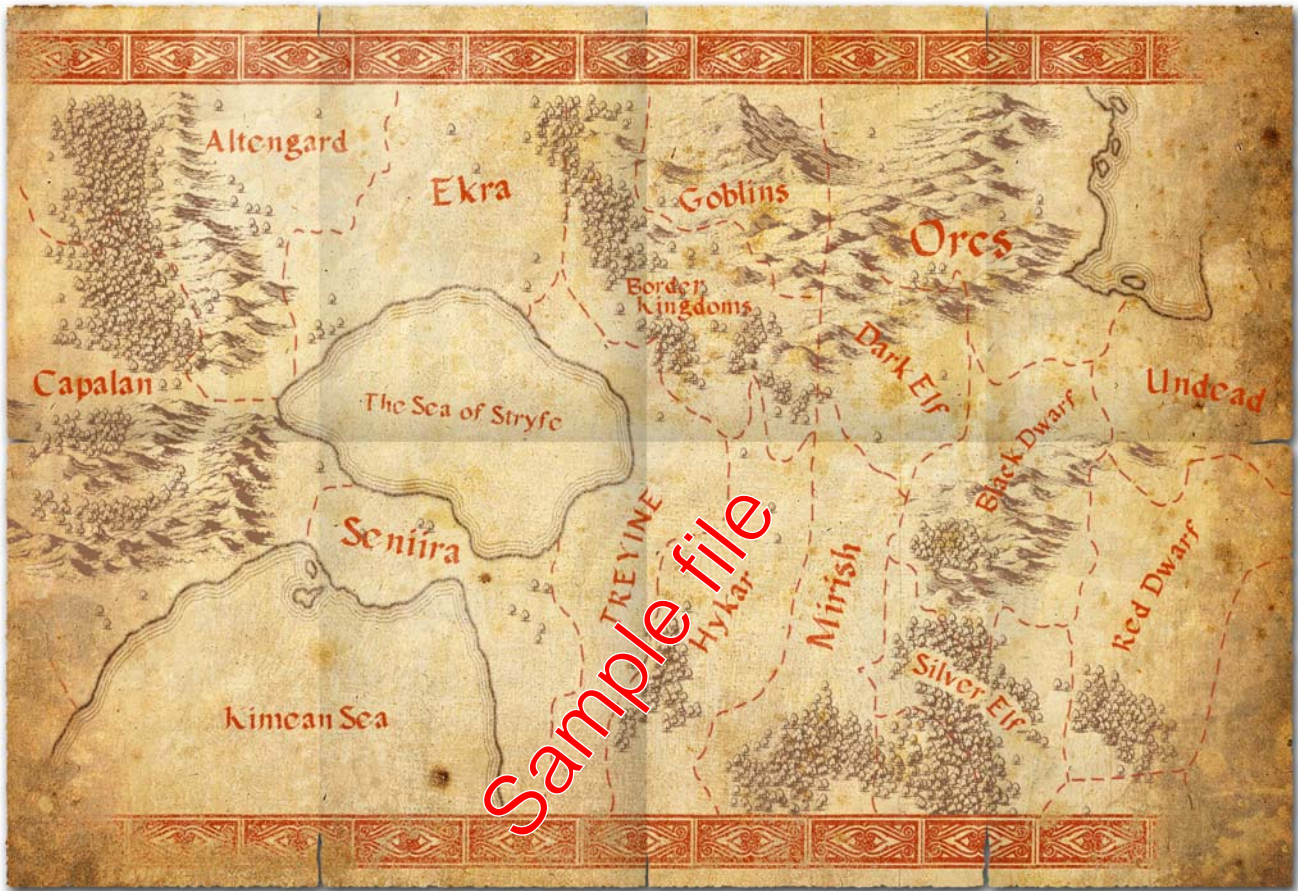 Altengard
Ekra
Goblins
Orcs
Border
Kingdoms
Dark Elf
Capalan
The Sea of Stryfe
Undead
Black Dwarf
Seniira
TREYINE
Hykar
Mirish
Red Dwarf
Silver Elf
Kimean Sea
Sample file